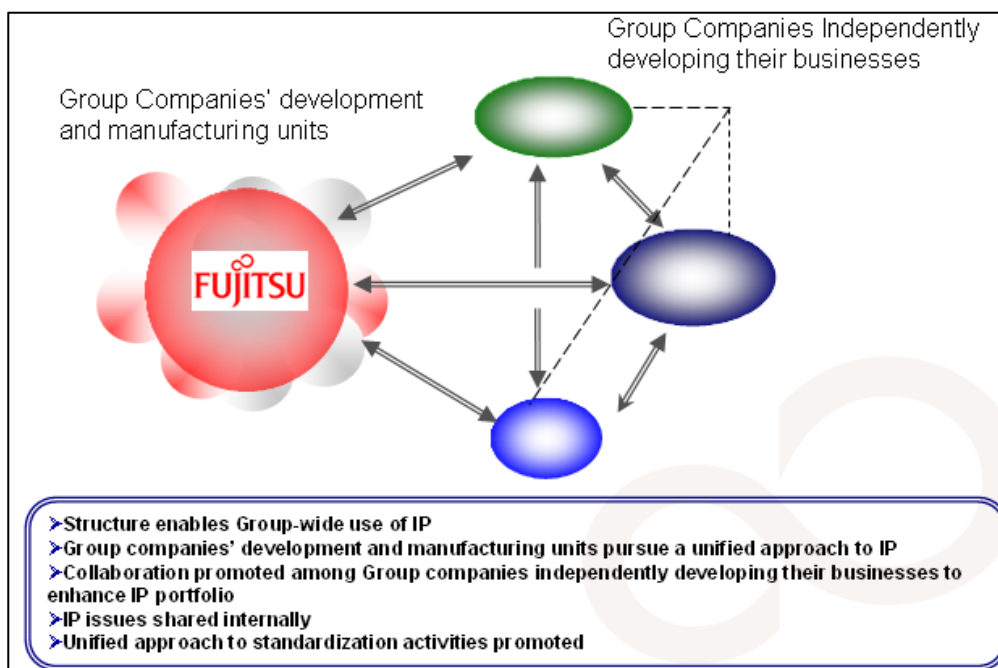 Group Companies Independently
developing their businesses
Group Companies' development
and manufacturing units
FUJITSU
➢Structure enables Group-wide use of IP
➢Group companies' development and manufacturing units pursue a unified approach to IP
➢Collaboration promoted among Group companies independently developing their businesses to
enhance IP portfolio
➢IP issues shared internally
➢Unified approach to standardization activities promoted